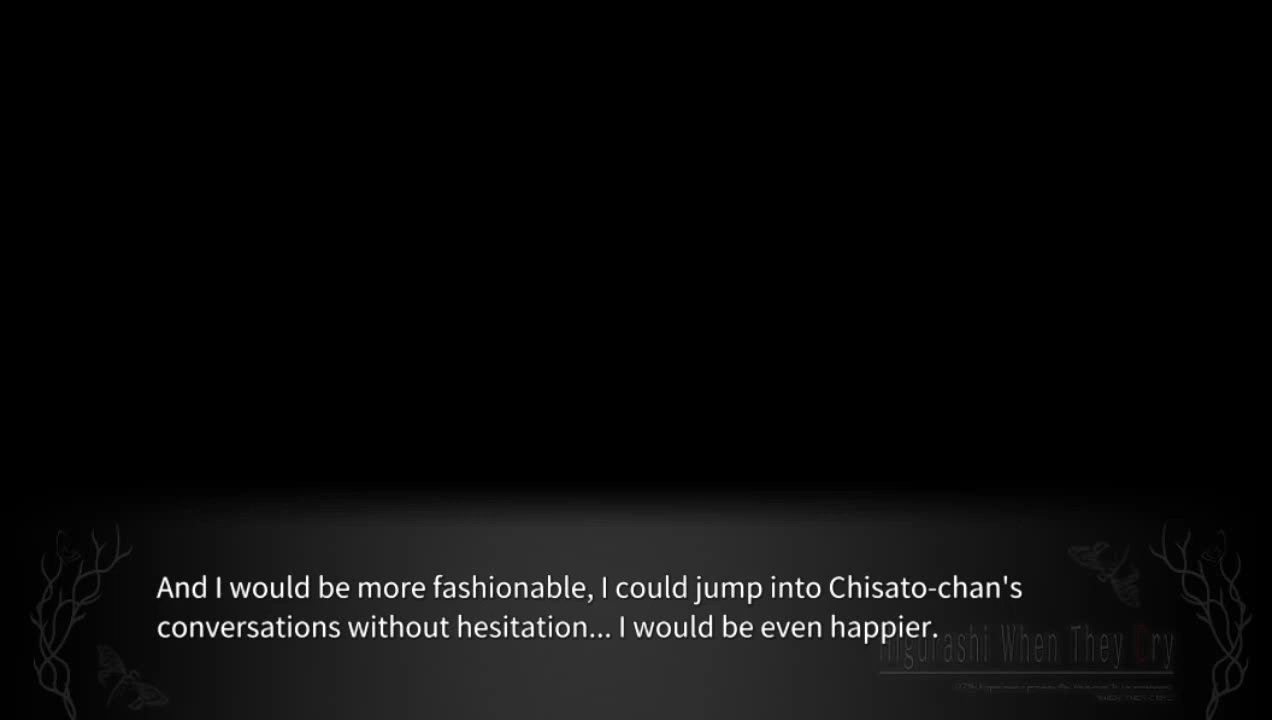 And I would be more fashionable, I could jump into Chisato-chan's
conversations without hesitation... I would be even happier.
Higurashi When They Cry